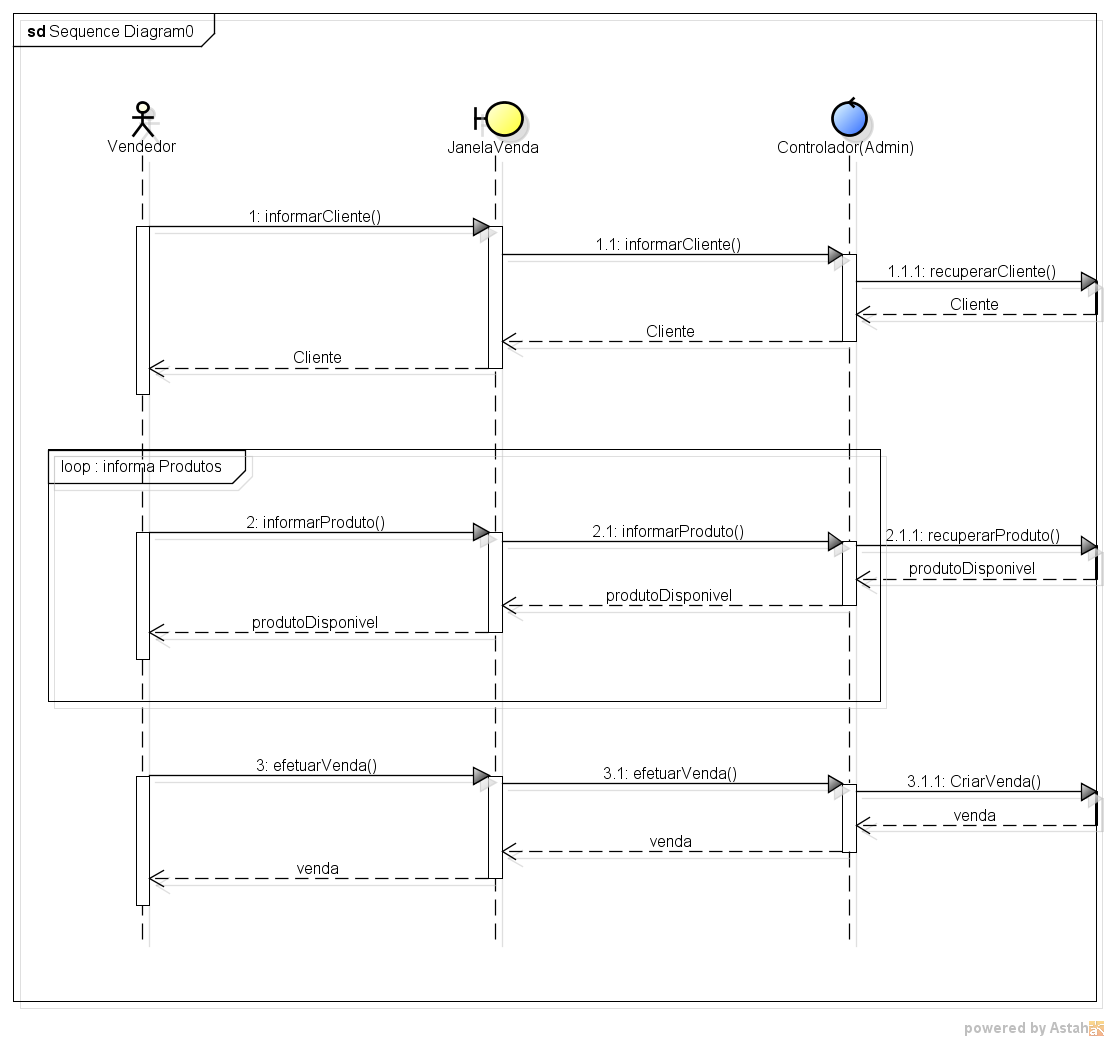 sd Sequence Diagram0
Vendedor
JanelaVenda
Controlador(Admin)
1: informarCliente()
1.1: informarCliente()
1.1.1: recuperarCliente()
Cliente
Cliente
Cliente
loop : informa Produtos
2: informarProduto()
2.1: informarProduto()
2.1.1: recuperarProduto()
produtoDisponivel
produtoDisponivel
produtoDisponivel
3: efetuarVenda()
3.1: efetuarVenda()
3.1.1: CriarVenda()
venda
venda
venda
powered by Astah